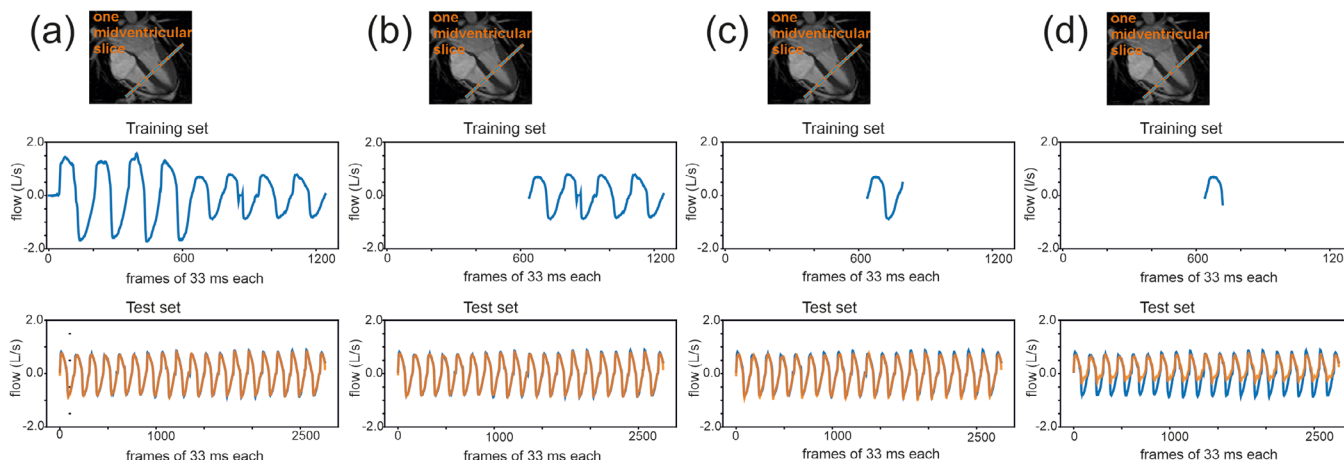 (a)
one
midventricular
slice
Training set
2.0
0.0
-2.0
flow (L/s)
0
200
400
600
1200
frames of 33 ms each
Test set
2.0
0.0
-2.0
flow (L/s)
0
1000
2500
frames of 33 ms each
(b)
one
midventricular
slice
Training set
2.0
0.0
-2.0
flow (L/s)
0
600
1200
frames of 33 ms each
Test set
2.0
0.0
-2.0
flow (L/s)
0
1000
2500
frames of 33 ms each
(c)
one
midventricular
slice
Training set
2.0
0.0
-2.0
flow (L/s)
0
600
1200
frames of 33 ms each
Test set
2.0
0.0
-2.0
flow (L/s)
0
1000
2500
frames of 33 ms each
(d)
one
midventricular
slice
Training set
2.0
0.0
-2.0
flow (l/s)
0
600
1200
frames of 33 ms each
Test set
2.0
0.0
-2.0
flow (L/s)
0
1000
2500
frames of 33 ms each